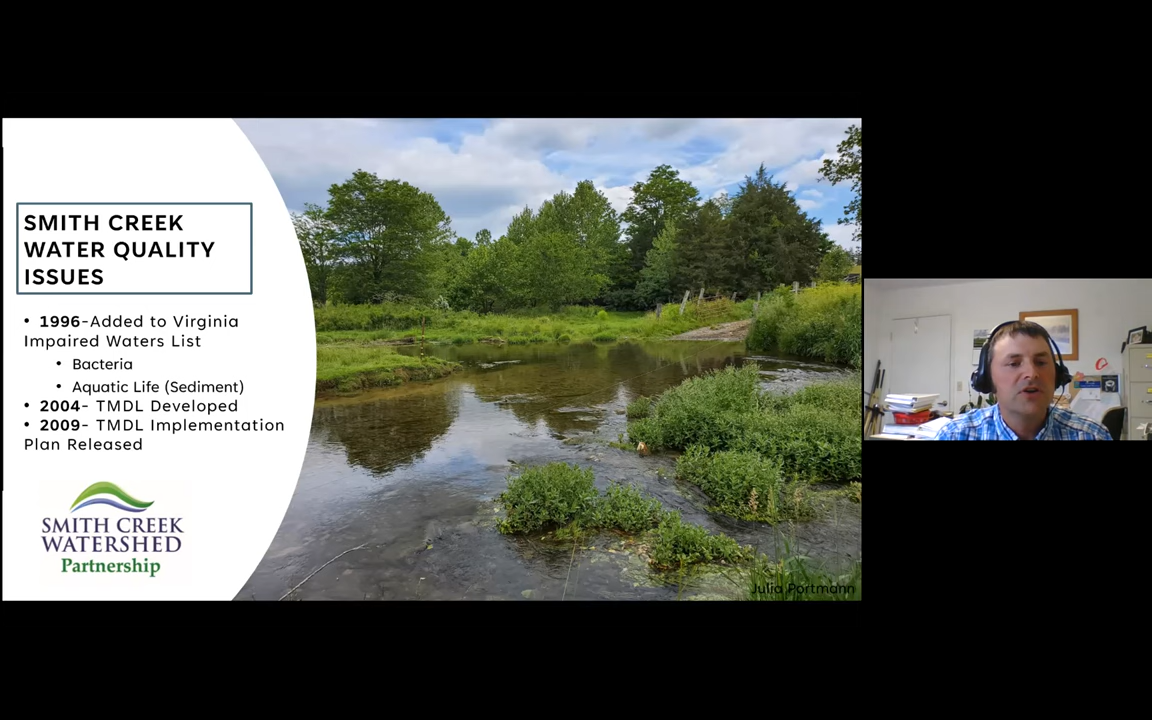 SMITH CREEK
WATER QUALITY
ISSUES
• 1996-Added to Virginia
Impaired Waters List
• Bacteria
• Aquatic Life (Sediment)
• 2004- TMDL Developed
• 2009- TMDL Implementation
Plan Released
SMITH CREEK
WATERSHED
Partnership
Julia Portmann